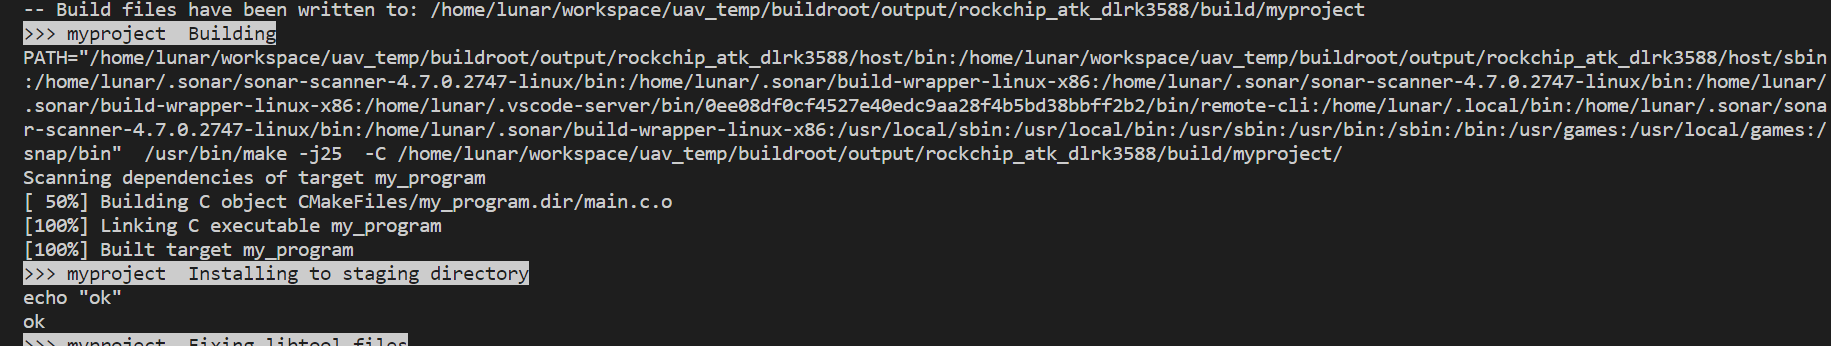 -- Build files have been written to: /home/lunar/workspace/uav_temp/buildroot/output/rockchip_atk_dlrk3588/build/myproject
>>> myproject  Building
PATH="/home/lunar/workspace/uav_temp/buildroot/output/rockchip_atk_dlrk3588/host/bin:/home/lunar/workspace/uav_temp/buildroot/output/rockchip_atk_dlrk3588/host/sbin
:/home/lunar/.sonar/sonar-scanner-4.7.0.2747-linux/bin:/home/lunar/.sonar/build-wrapper-linux-x86:/home/lunar/.sonar/sonar-scanner-4.7.0.2747-linux/bin:/home/lunar/
.sonar/build-wrapper-linux-x86:/home/lunar/.vscode-server/bin/0ee08df0cf4527e40edc9aa28f4b5bd38bbff2b2/bin/remote-cli:/home/lunar/.local/bin:/home/lunar/.sonar/sona
r-scanner-4.7.0.2747-linux/bin:/home/lunar/.sonar/build-wrapper-linux-x86:/usr/local/sbin:/usr/local/bin:/usr/sbin:/usr/bin:/sbin:/bin:/usr/games:/usr/local/games:/
snap/bin"  /usr/bin/make -j25  -C /home/lunar/workspace/uav_temp/buildroot/output/rockchip_atk_dlrk3588/build/myproject/
Scanning dependencies of target my_program
[ 50%] Building C object CMakeFiles/my_program.dir/main.c.o
[100%] Linking C executable my_program
[100%] Built target my_program
>>> myproject  Installing to staging directory
echo "ok"
ok
>>> myproject  Fixing libtool files